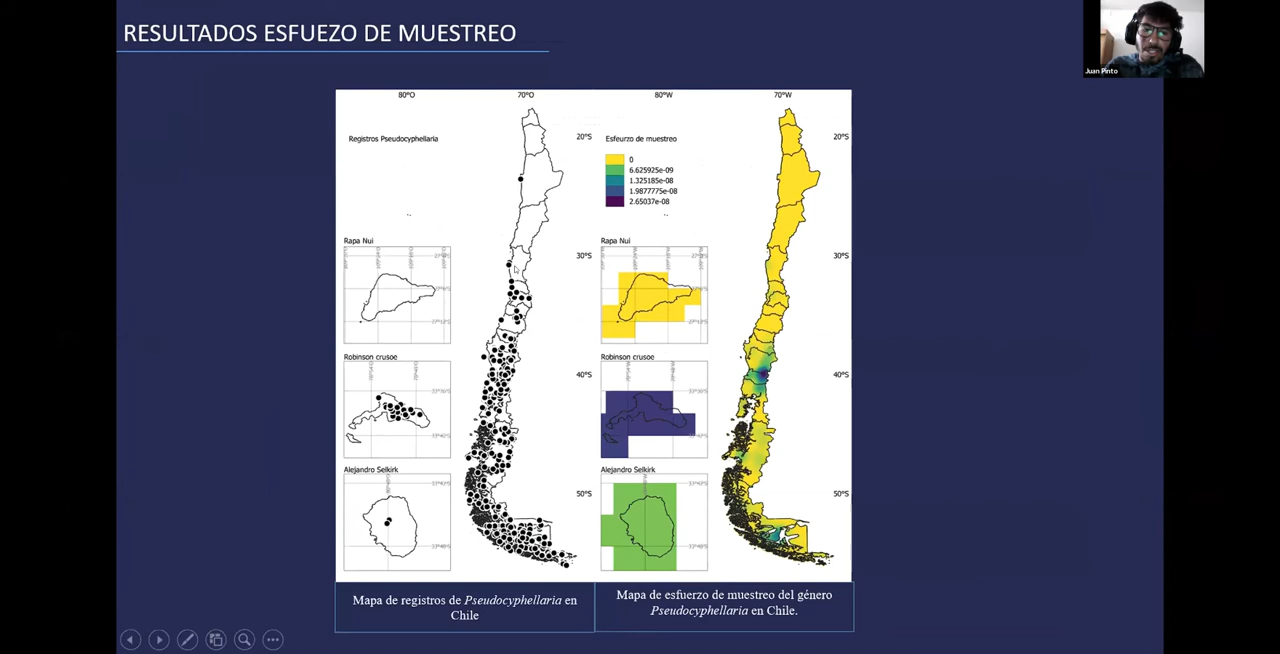 RESULTADOS ESFUEZO DE MUESTREO
Juan Pinto
80°O
70°O
80°W
70°W
Registros Pseudocyphellaria
20°S
Esfeurzo de muestreo
20°S
0
6.625925e-09
1.325185e-08
1.9877775e-08
2.65037e-08
Rapa Nui
30°S
Rapa Nui
30°S
Robinson crusoe
40°S
Robinson crusoe
40°S
Alejandro Selkirk
50°S
Alejandro Selkirk
50°S
Mapa de registros de Pseudocyphellaria en
Chile
Mapa de esfuerzo de muestreo del género
Pseudocyphellaria en Chile.